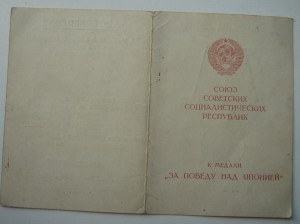 СОЮЗ
СОВЕТСКИХ
СОЦИАЛИСТИЧЕСКИХ
РЕСПУБЛИК
К МЕДАЛИ
„ЗА ПОБЕДУ НАД ЯПОНИЕЙ"